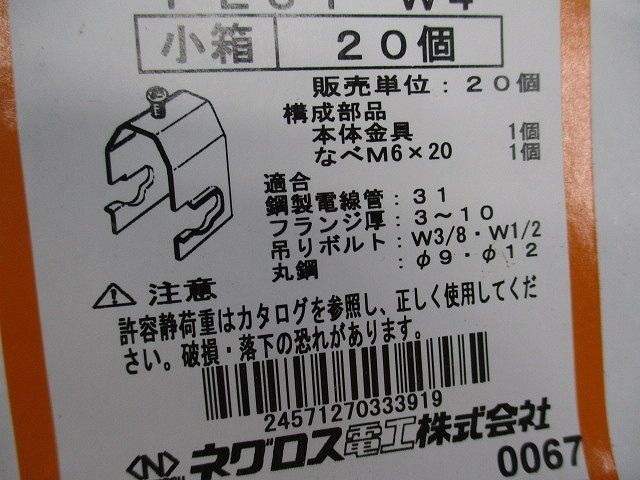 小箱 20個
販売単位：20個
構成部品
本体金具 1個
なべM6×20 1個
適合
鋼製電線管：31
フランジ厚：3～10
吊りボルト：W3/8・W1/2
丸鋼 ：φ9・φ12
注意
許容静荷重はカタログを参照し、正しく使用してくだ
さい。破損・落下の恐れがあります。
24571270333919
ネグロス電工株式会社
0067